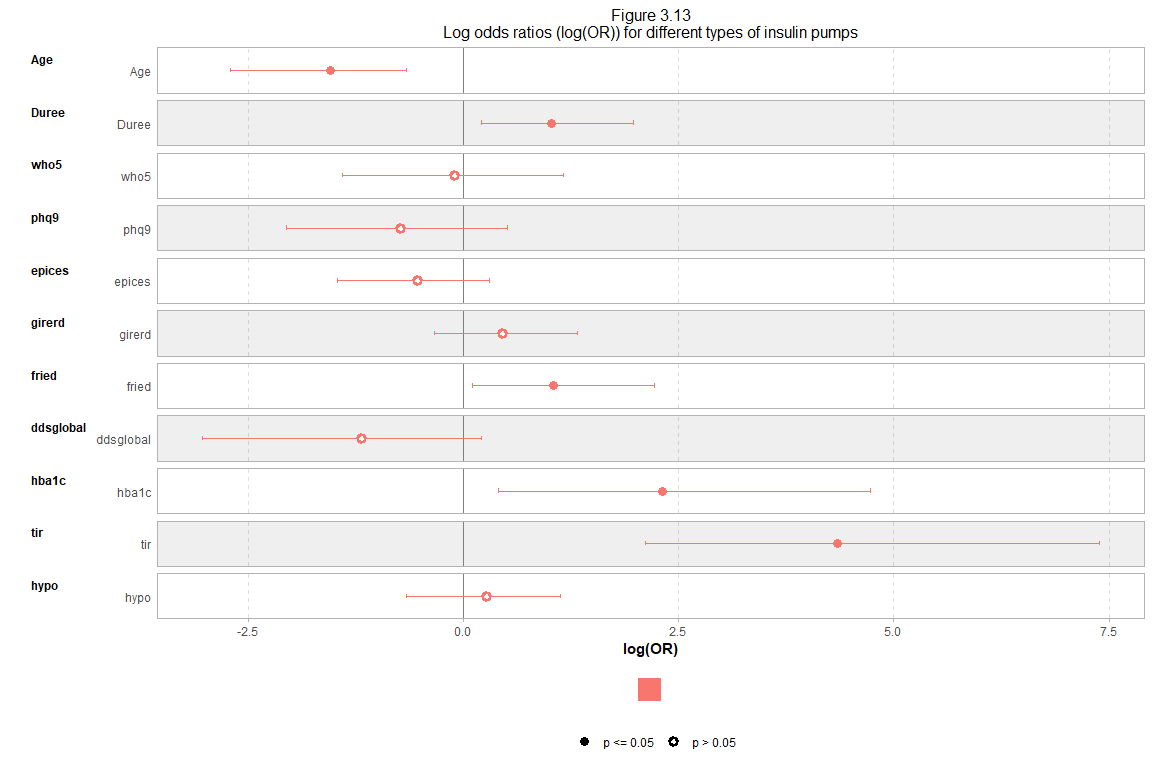 Figure 3.13
Log odds ratios (log(OR)) for different types of insulin pumps
Age
Age
Duree
Duree
who5
who5
phq9
phq9
epices
epices
girerd
girerd
fried
fried
ddsglobal
ddsglobal
hba1c
hba1c
tir
tir
hypo
hypo
-2.5 0.0 2.5 5.0 7.5
log(OR)
p <= 0.05 p > 0.05